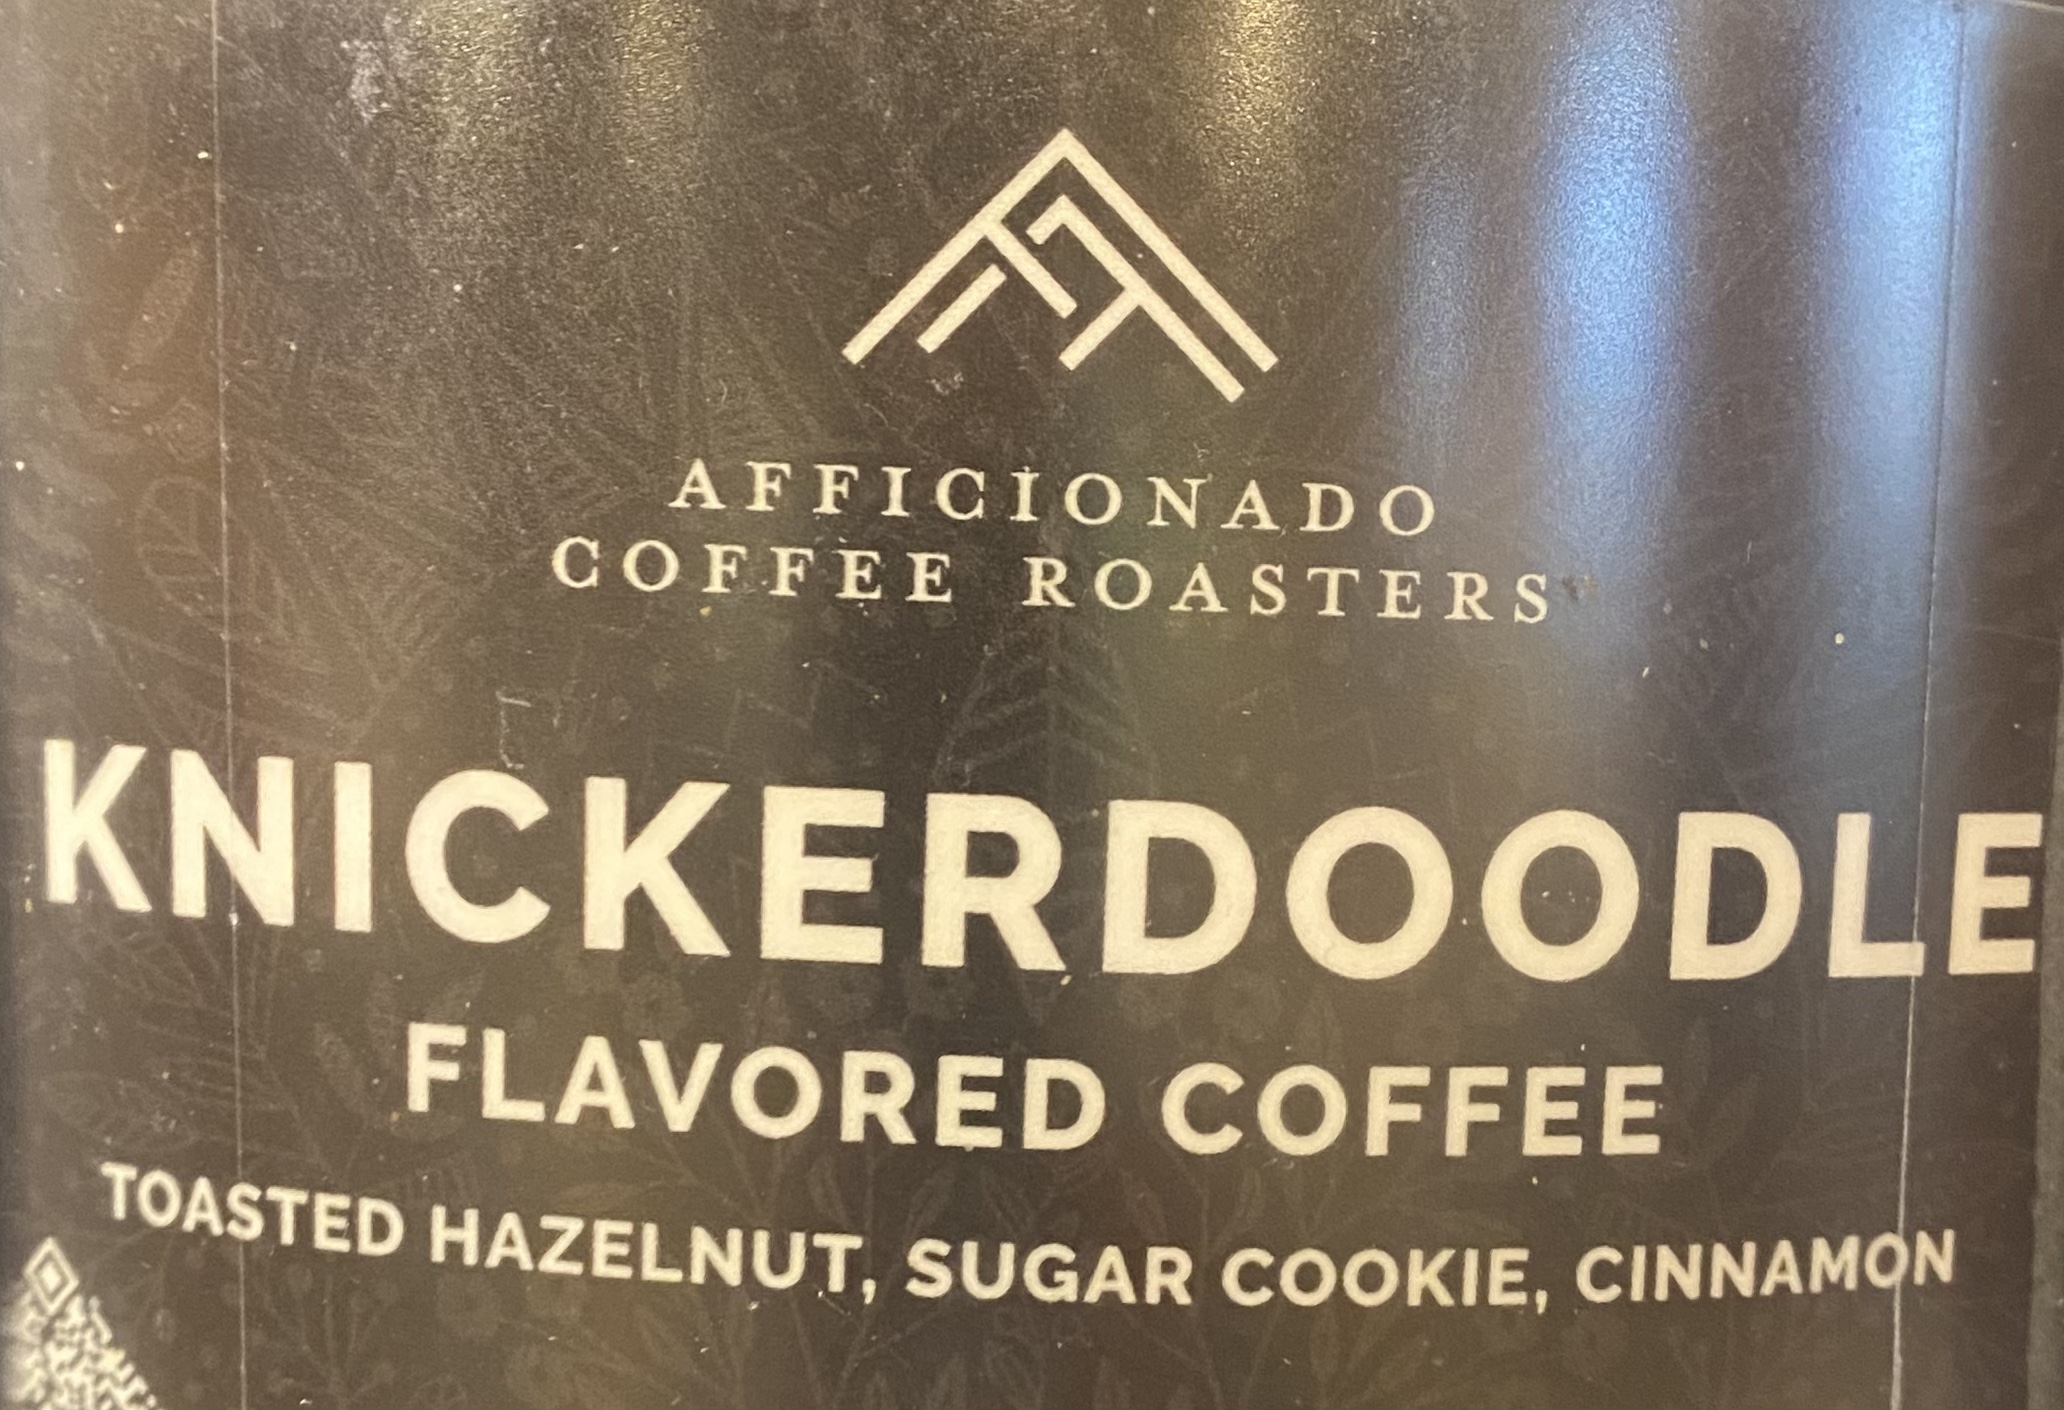 AFFICIONADO
COFFEE ROASTERS
KNICKERDOODLE
FLAVORED COFFEE
TOASTED HAZELNUT, SUGAR COOKIE, CINNAMON